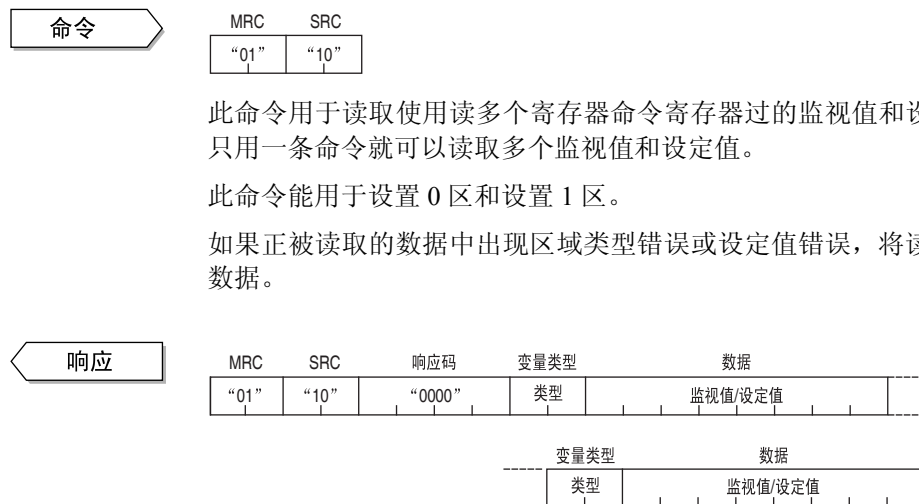 命令
MRC SRC
“01” “10”
此命令用于读取使用读多个寄存器命令寄存器过的监视值和
只用一条命令就可以读取多个监视值和设定值。
此命令能用于设置 0 区和设置 1 区。
如果正被读取的数据中出现区域类型错误或设定值错误，将
数据。
响应
MRC SRC 响应码 变量类型 数据
“01” “10” “0000” 类型 监视值/设定值
变量类型 数据
类型 监视值/设定值